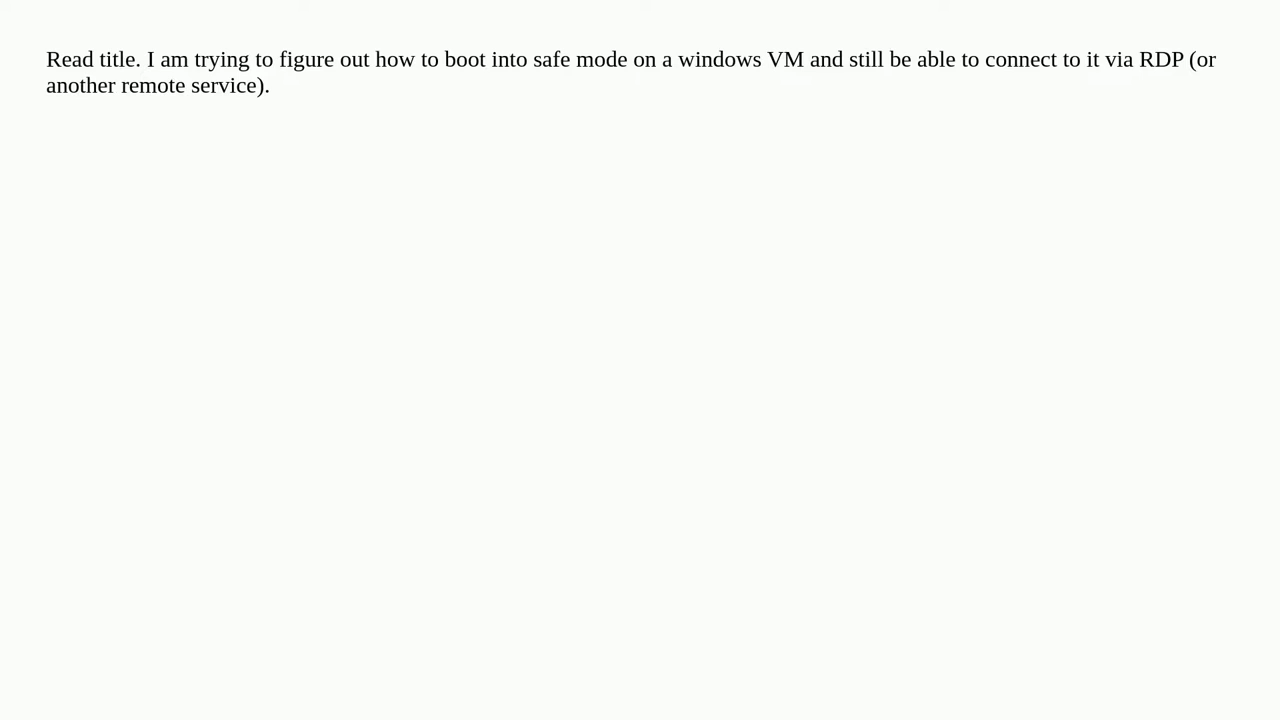 Read title. I am trying to figure out how to boot into safe mode on a windows VM and still be able to connect to it via RDP (or
another remote service).